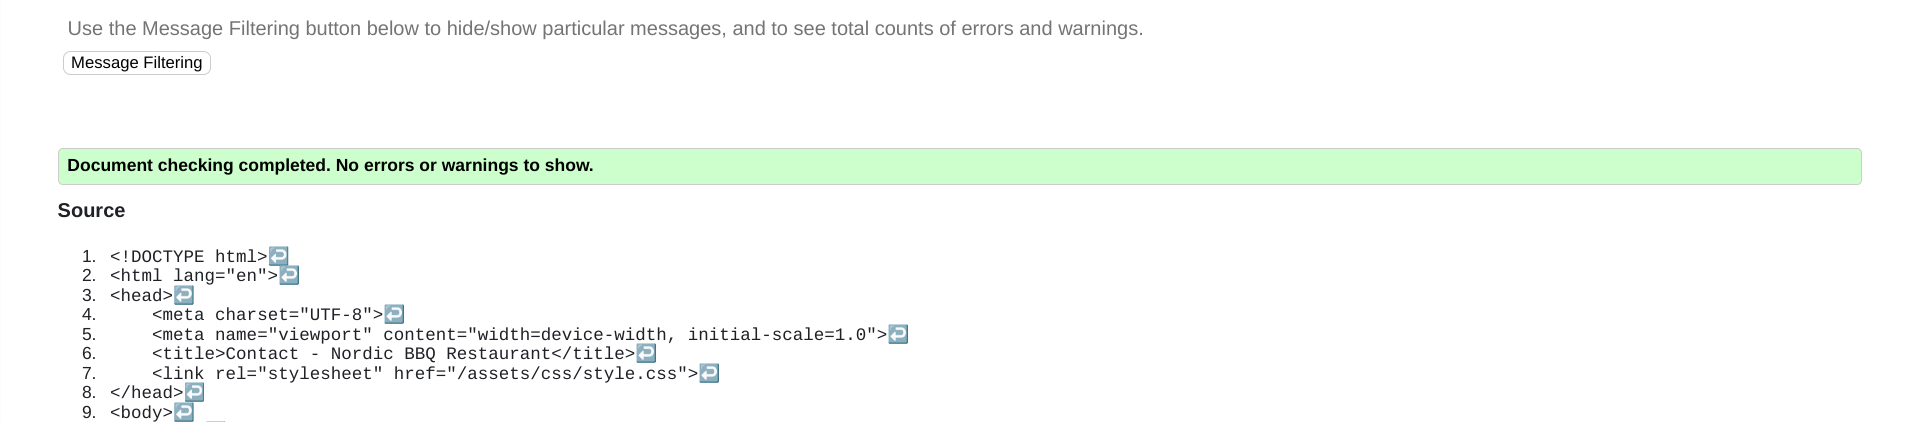 Use the Message Filtering button below to hide/show particular messages, and to see total counts of errors and warnings.
Message Filtering
Document checking completed. No errors or warnings to show.
Source
1. <!DOCTYPE html>↩
2. <html lang="en">↩
3. <head>↩
4.     <meta charset="UTF-8">↩
5.     <meta name="viewport" content="width=device-width, initial-scale=1.0">↩
6.     <title>Contact - Nordic BBQ Restaurant</title>↩
7.     <link rel="stylesheet" href="/assets/css/style.css">↩
8. </head>↩
9. <body>↩